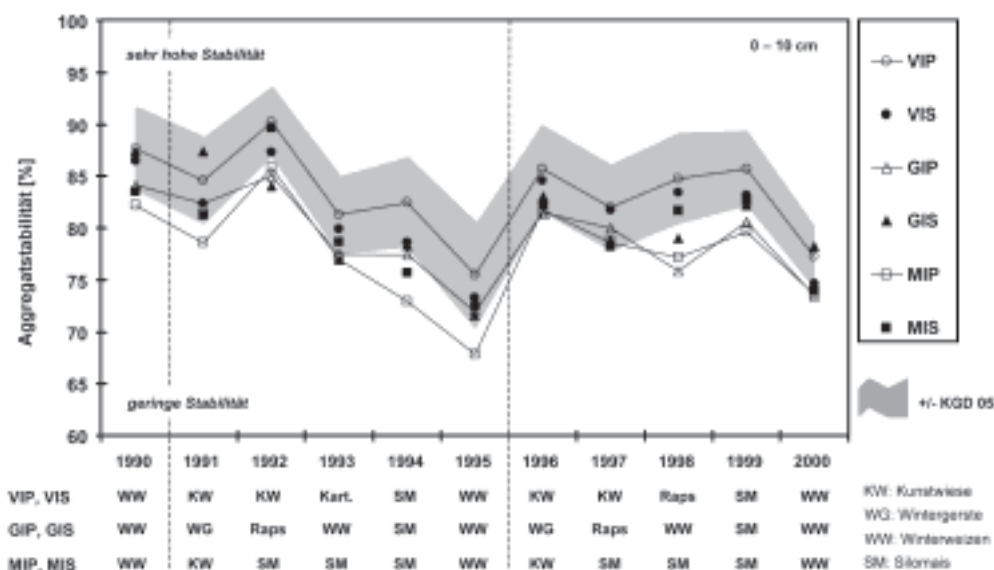 100
95
90
85
80
75
70
65
60
Aggregatstabilität [%]
sehr hohe Stabilität
0 – 10 cm
geringe Stabilität
VIP
VIS
GIP
GIS
MIP
MIS
+/- KGD 05
1990 1991 1992 1993 1994 1995 1996 1997 1998 1999 2000
VIP, VIS WW KW KW Kart. SM WW KW KW Raps SM WW
GIP, GIS WW WG Raps WW SM WW WG Raps WW SM WW
MIP, MIS WW KW SM SM SM WW KW SM SM SM WW
KW: Kunstwiese
WG: Wintergerste
WW: Winterweizen
SM: Silomais